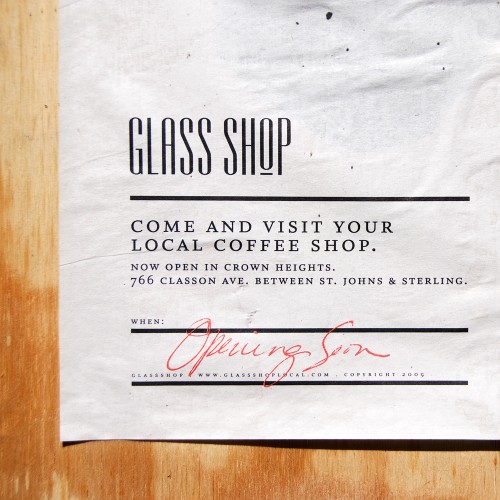 GLASS SHOP
COME AND VISIT YOUR
LOCAL COFFEE SHOP.
NOW OPEN IN CROWN HEIGHTS.
766 CLASSON AVE. BETWEEN ST. JOHNS & STERLING.
WHEN:
Opening Soon
GLASSSHOP . WWW.GLASSSHOPLOCAL.COM . COPYRIGHT 2009